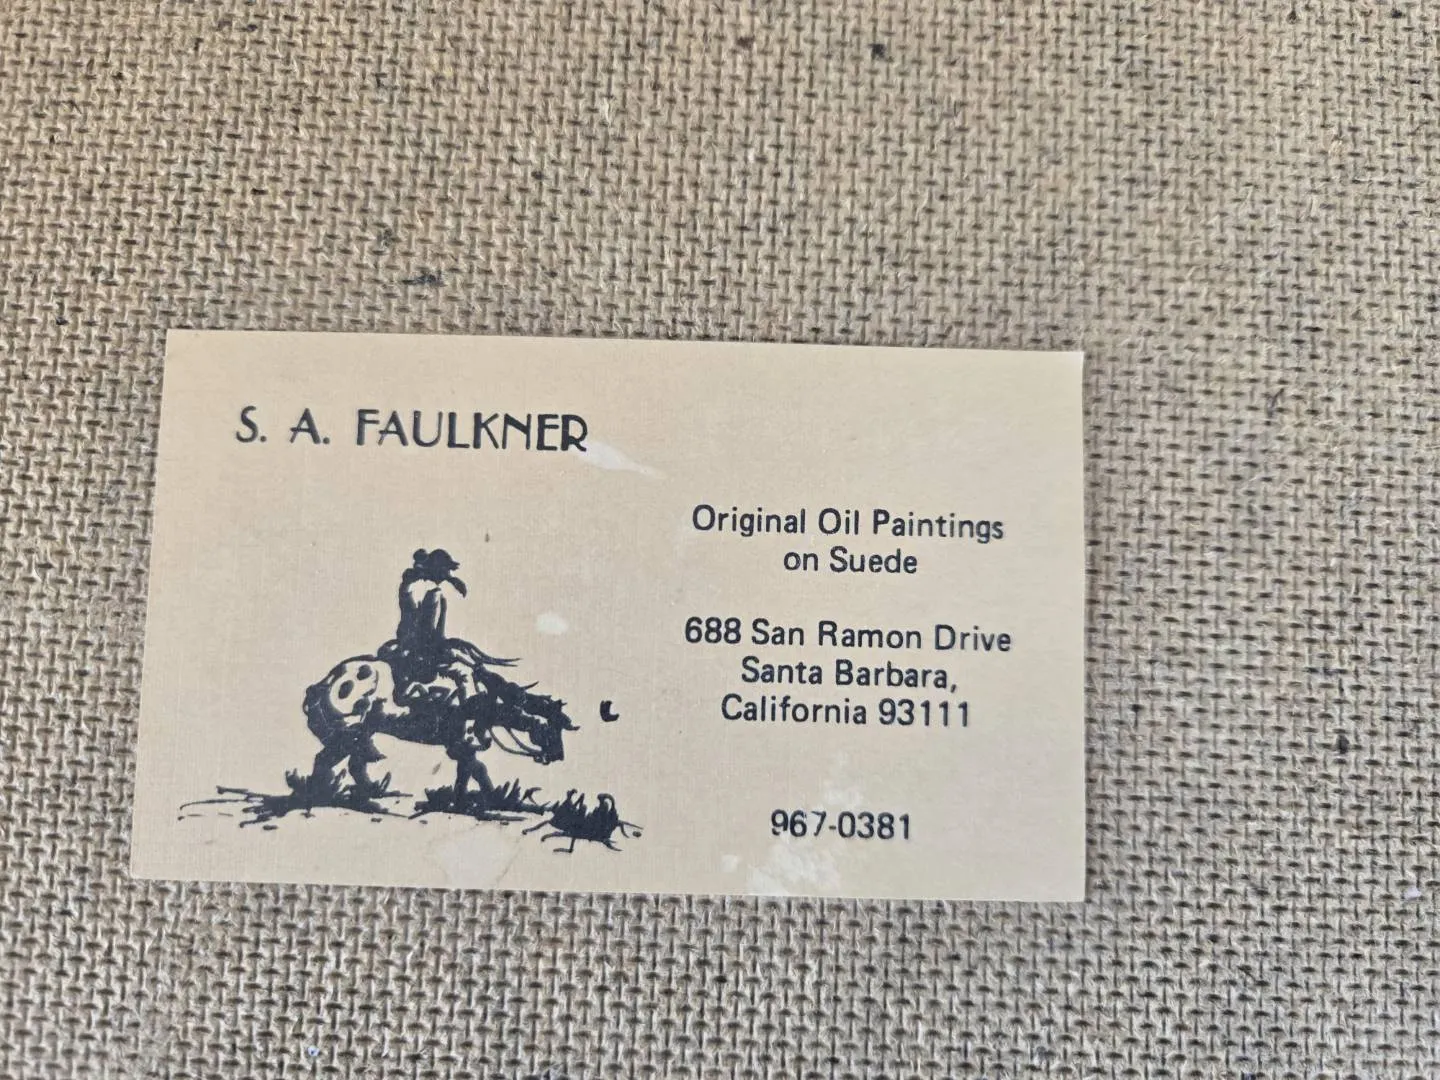 S. A. FAULKNER
Original Oil Paintings
on Suede
688 San Ramon Drive
Santa Barbara,
California 93111
967-0381